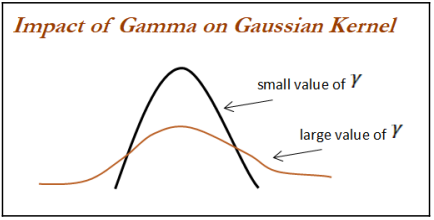 Impact of Gamma on Gaussian Kernel
small value of γ
large value of γ